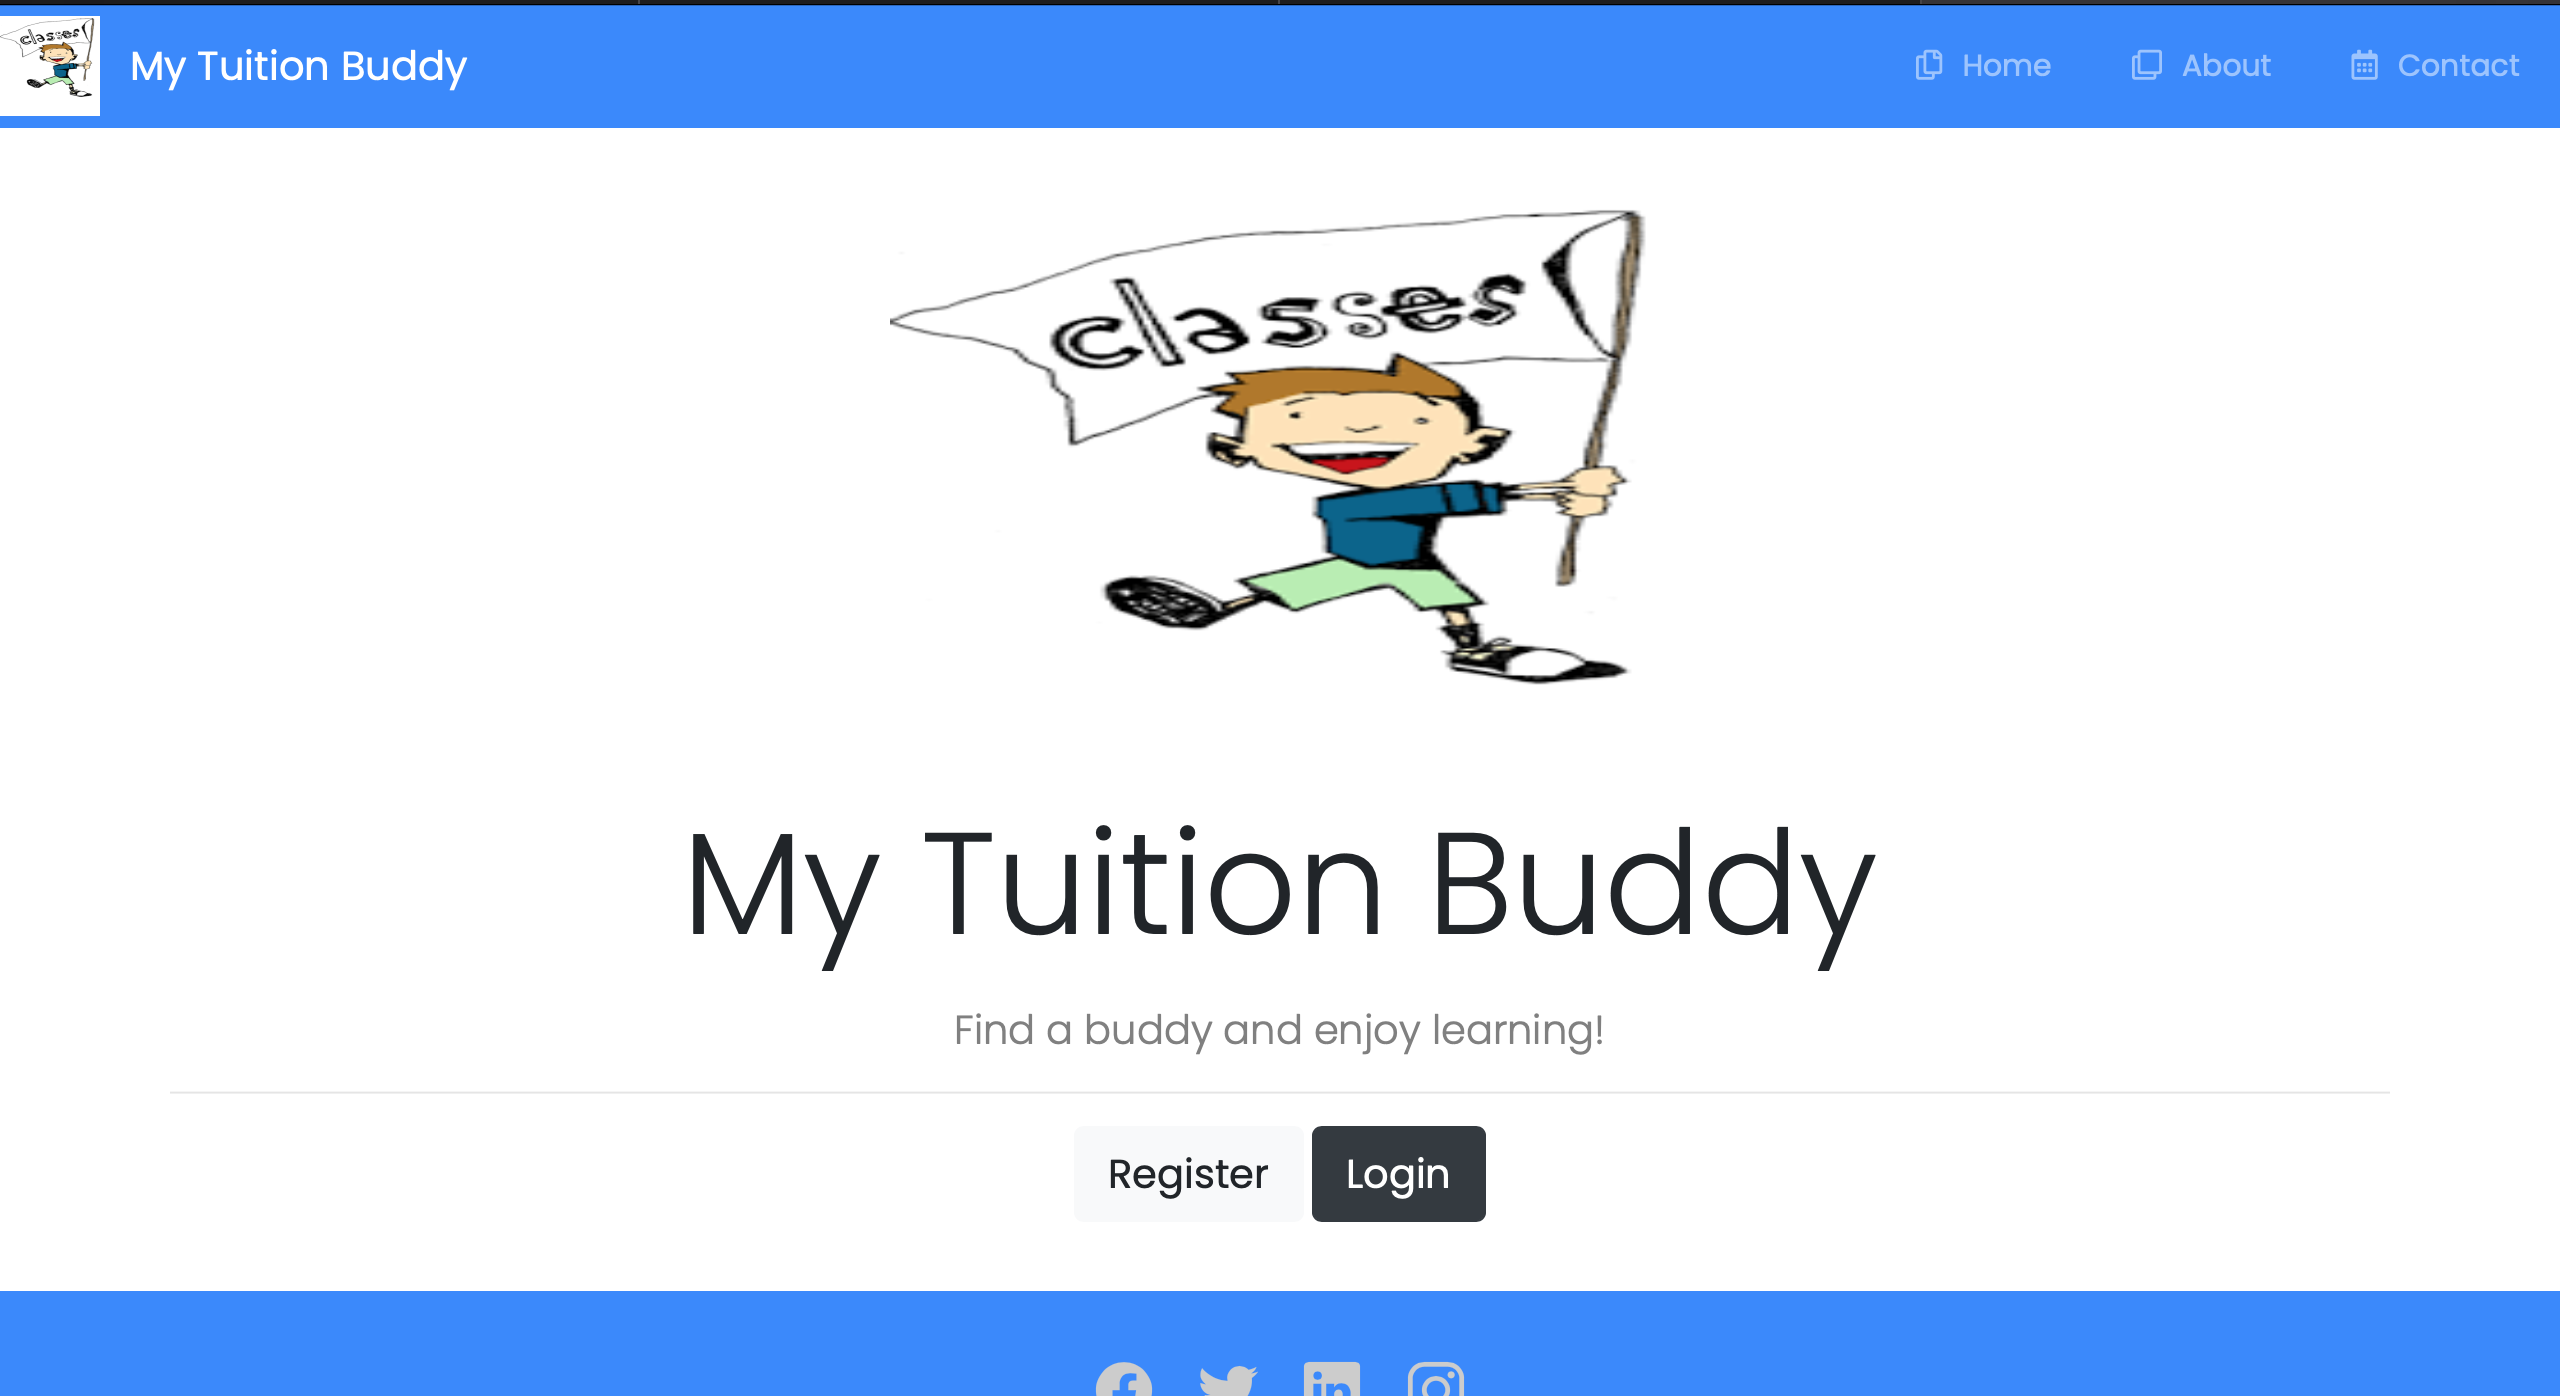 classes
My Tuition Buddy
Home
About
Contact
classes
My Tuition Buddy
Find a buddy and enjoy learning!
Register
Login